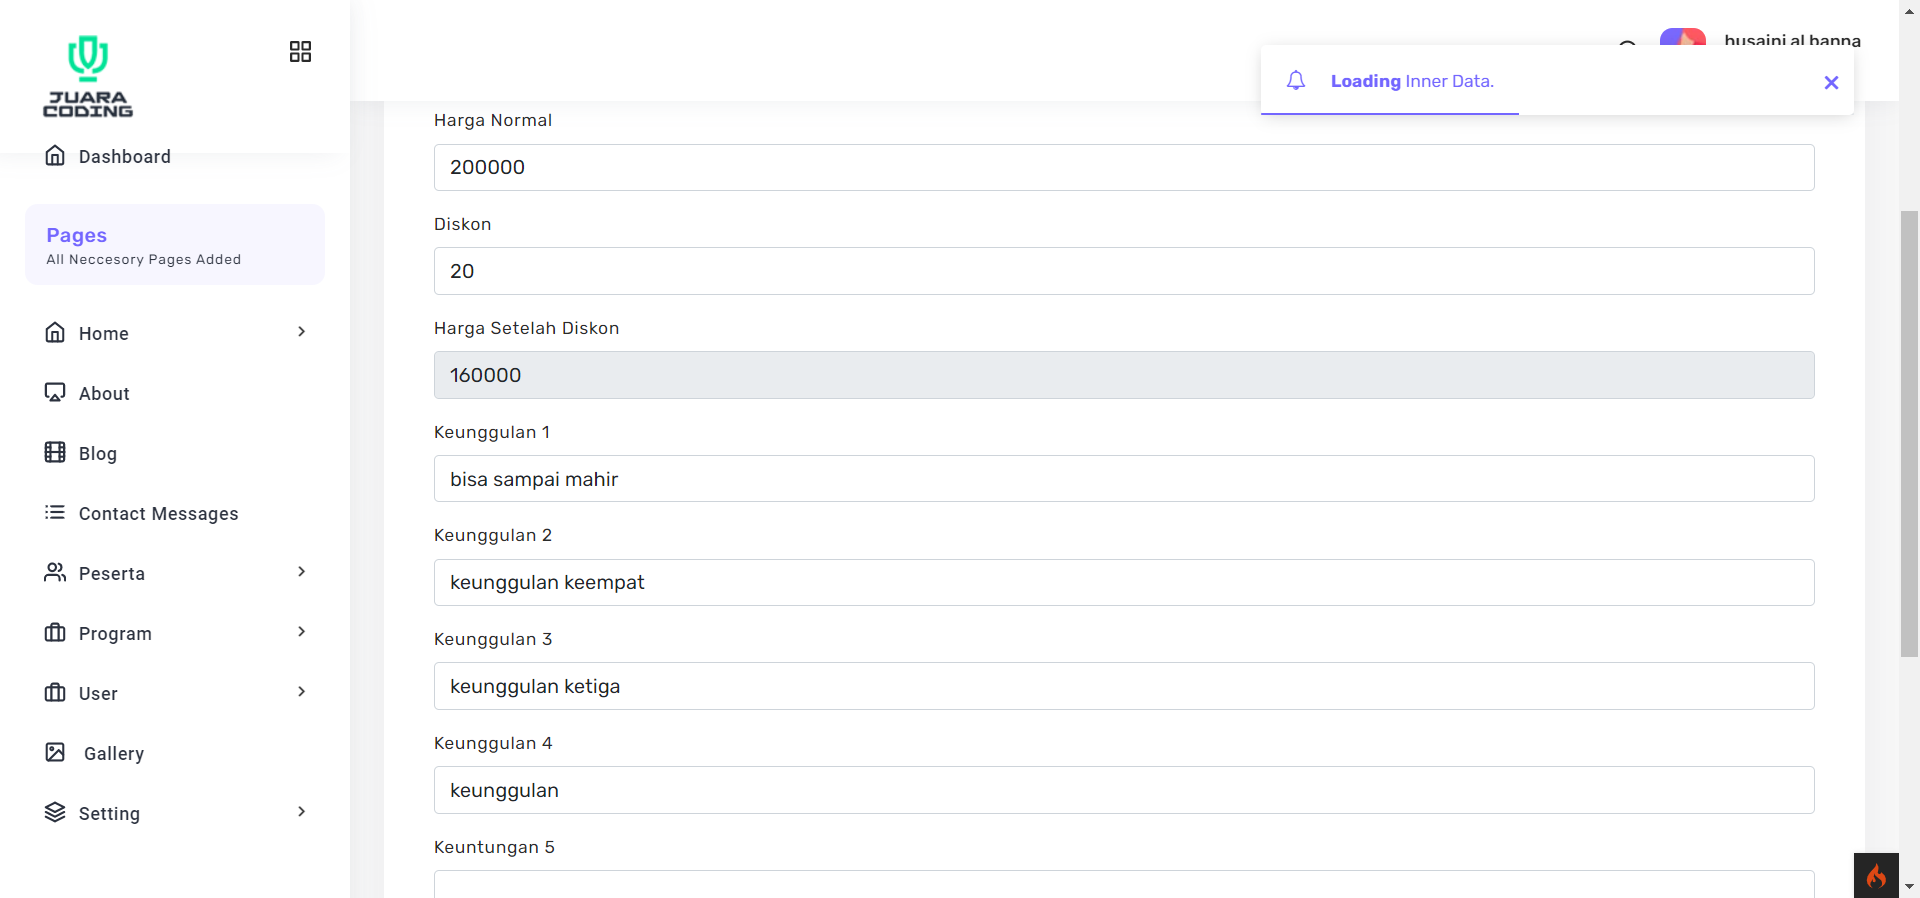 JUARA
CODING
Dashboard
Pages
All Neccesory Pages Added
Home
About
Blog
Contact Messages
Peserta
Program
User
Gallery
Setting
husaini al banna
Loading Inner Data.
Harga Normal
200000
Diskon
20
Harga Setelah Diskon
160000
Keunggulan 1
bisa sampai mahir
Keunggulan 2
keunggulan keempat
Keunggulan 3
keunggulan ketiga
Keunggulan 4
keunggulan
Keuntungan 5